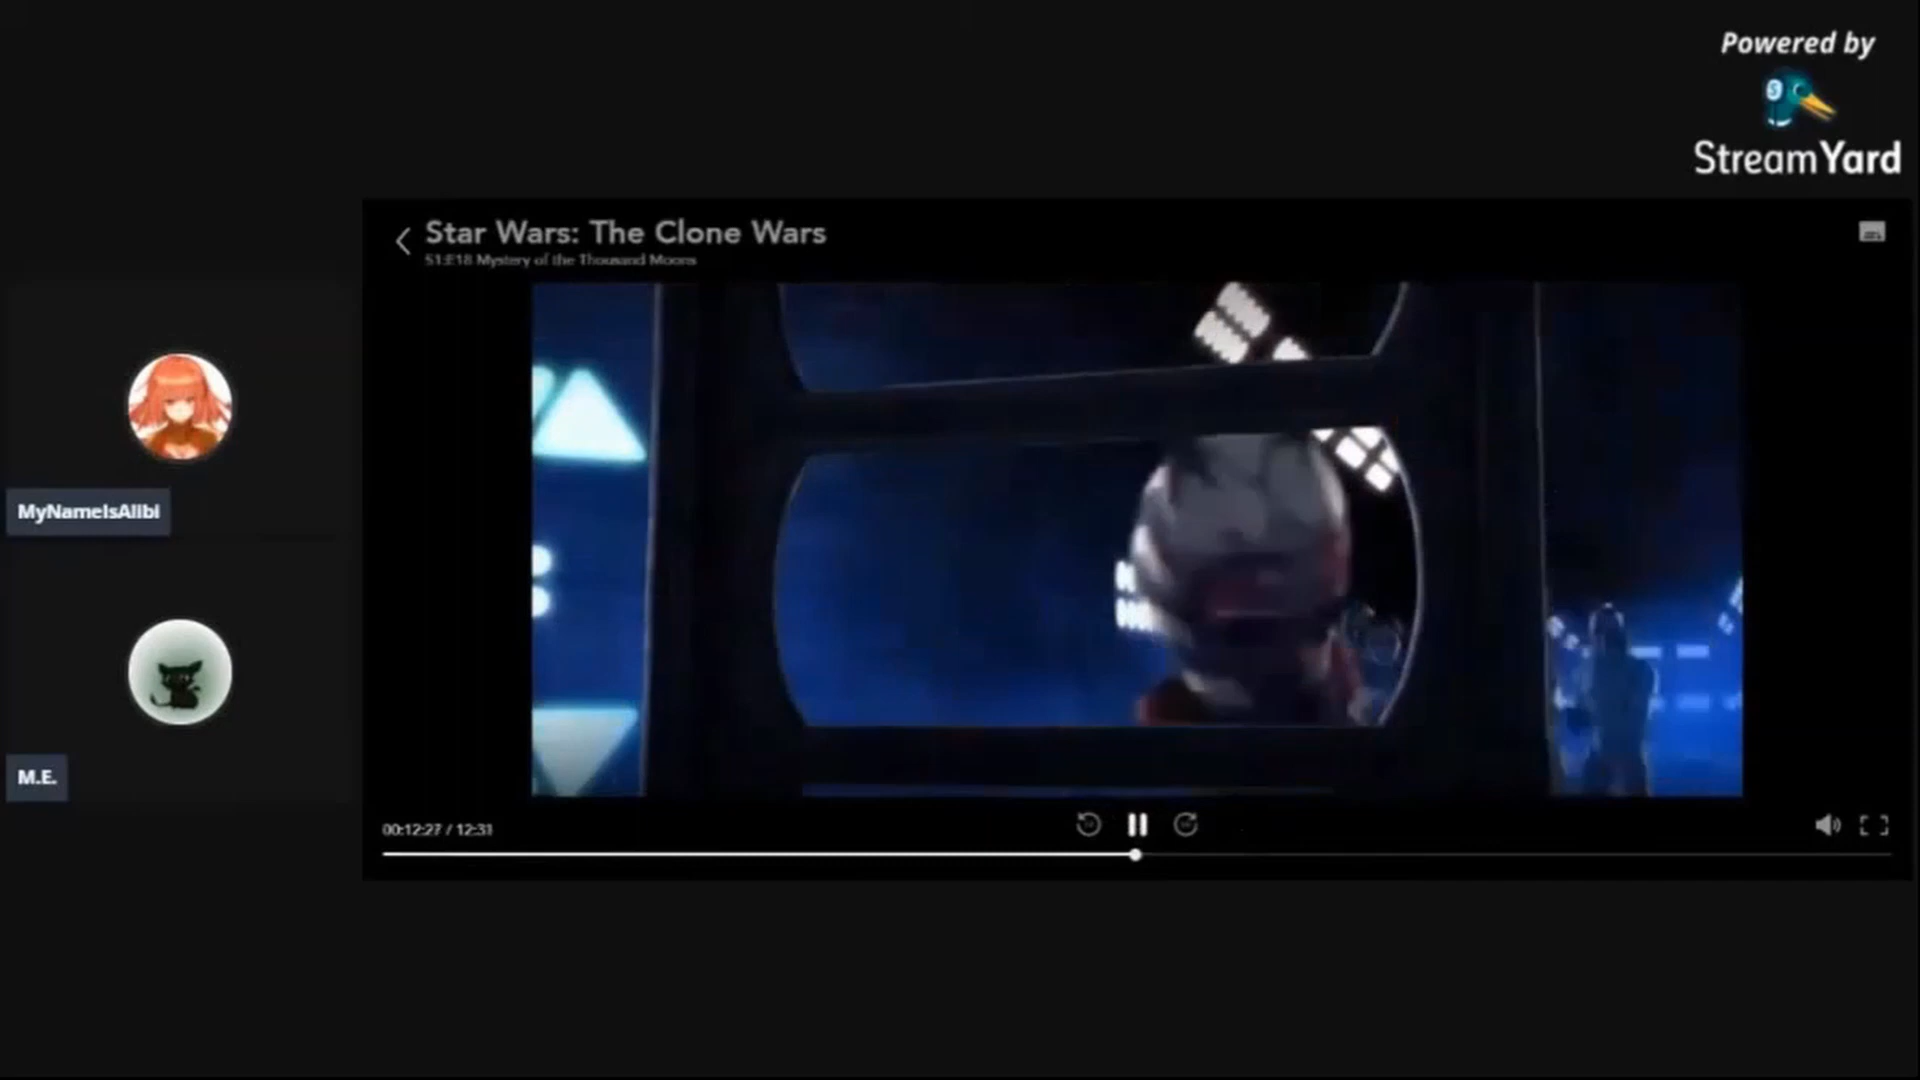 Powered by
StreamYard
Star Wars: The Clone Wars
S1:E18 Mystery of the Thousand Moons
MyNameIsAlibi
M.E.
00:12:27 / 12:31